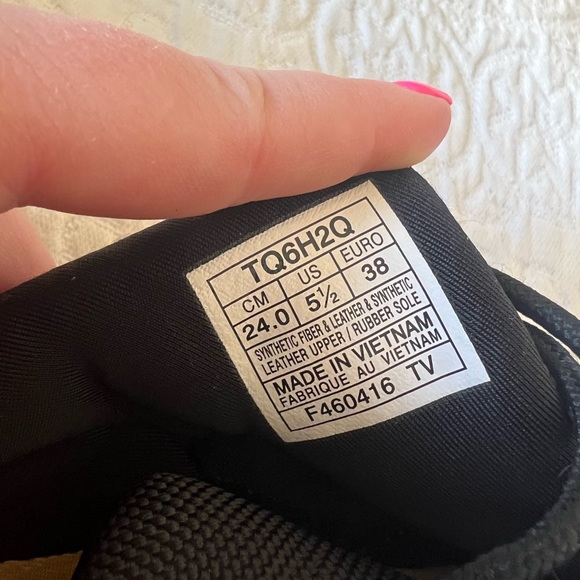 TQ6H2Q
CM US EURO
24.0 5½ 38
SYNTHETIC FIBER & LEATHER & SYNTHETIC
LEATHER UPPER / RUBBER SOLE
MADE IN VIETNAM
FABRIQUE AU VIETNAM
F460416 TV